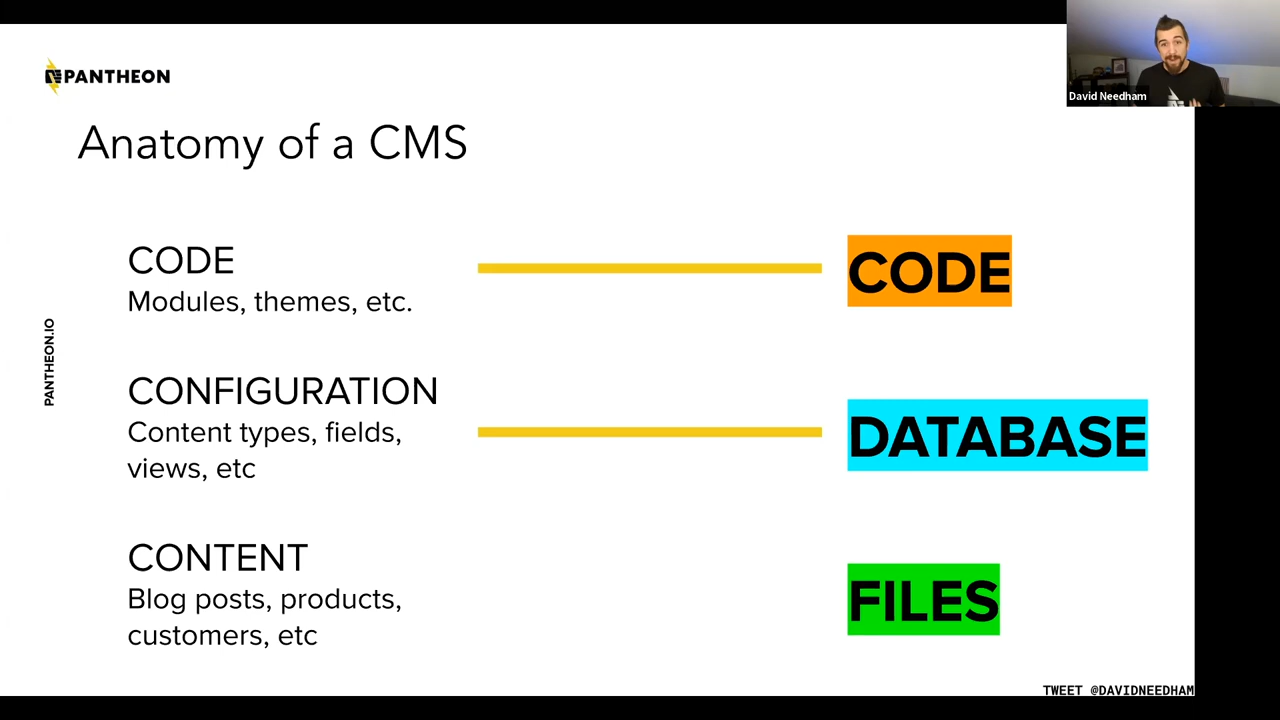 PANTHEON
David Needham
Anatomy of a CMS
CODE
Modules, themes, etc.
CODE
CONFIGURATION
Content types, fields,
views, etc
DATABASE
CONTENT
Blog posts, products,
customers, etc
FILES
PANTHEON.IO
TWEET @DAVIDNEEDHAM